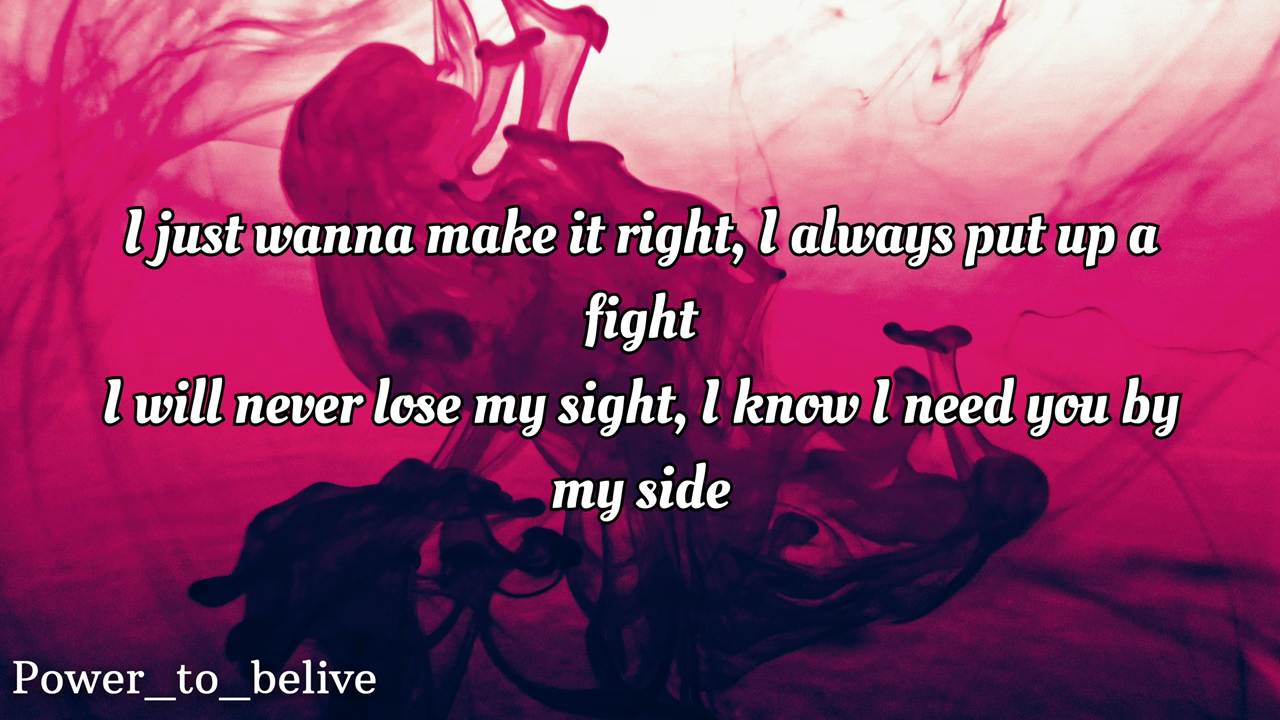 I just wanna make it right, I always put up a
fight
I will never lose my sight, I know I need you by
my side
Power_to_belive